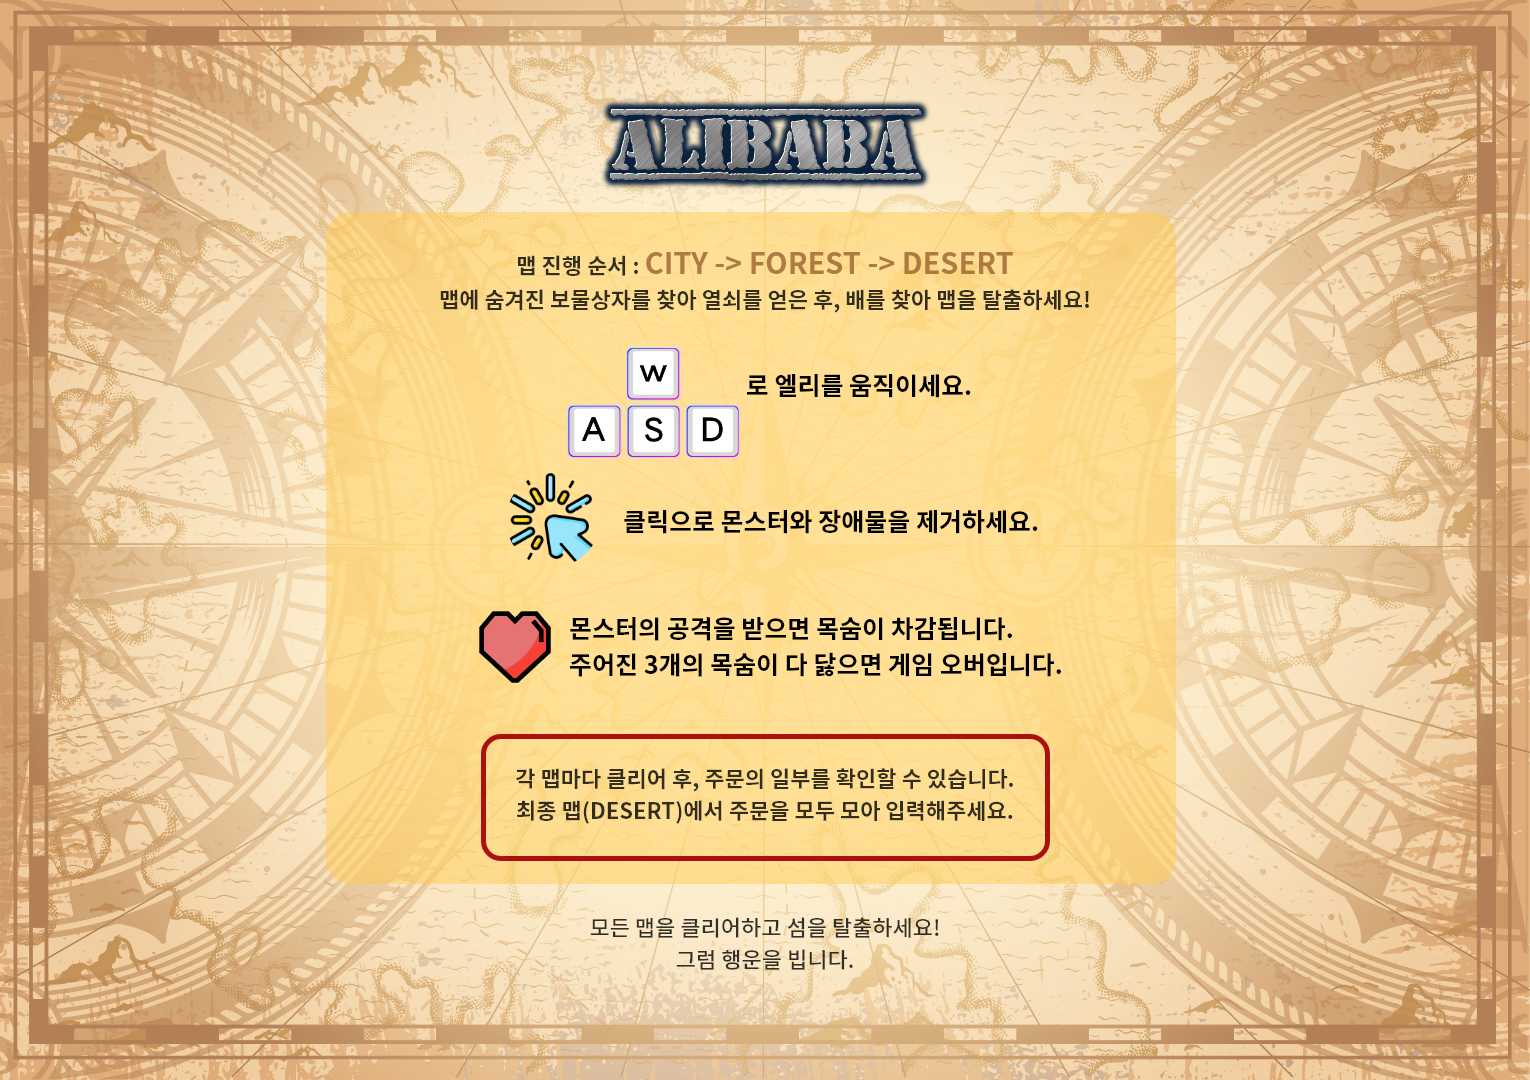 ALIBABA
맵 진행 순서 : CITY -> FOREST -> DESERT
맵에 숨겨진 보물상자를 찾아 열쇠를 얻은 후, 배를 찾아 맵을 탈출하세요!
W
로 엘리를 움직이세요.
A S D
클릭으로 몬스터와 장애물을 제거하세요.
몬스터의 공격을 받으면 목숨이 차감됩니다.
주어진 3개의 목숨이 다 닳으면 게임 오버입니다.
각 맵마다 클리어 후, 주문의 일부를 확인할 수 있습니다.
최종 맵(DESERT)에서 주문을 모두 모아 입력해주세요.
모든 맵을 클리어하고 섬을 탈출하세요!
그럼 행운을 빕니다.